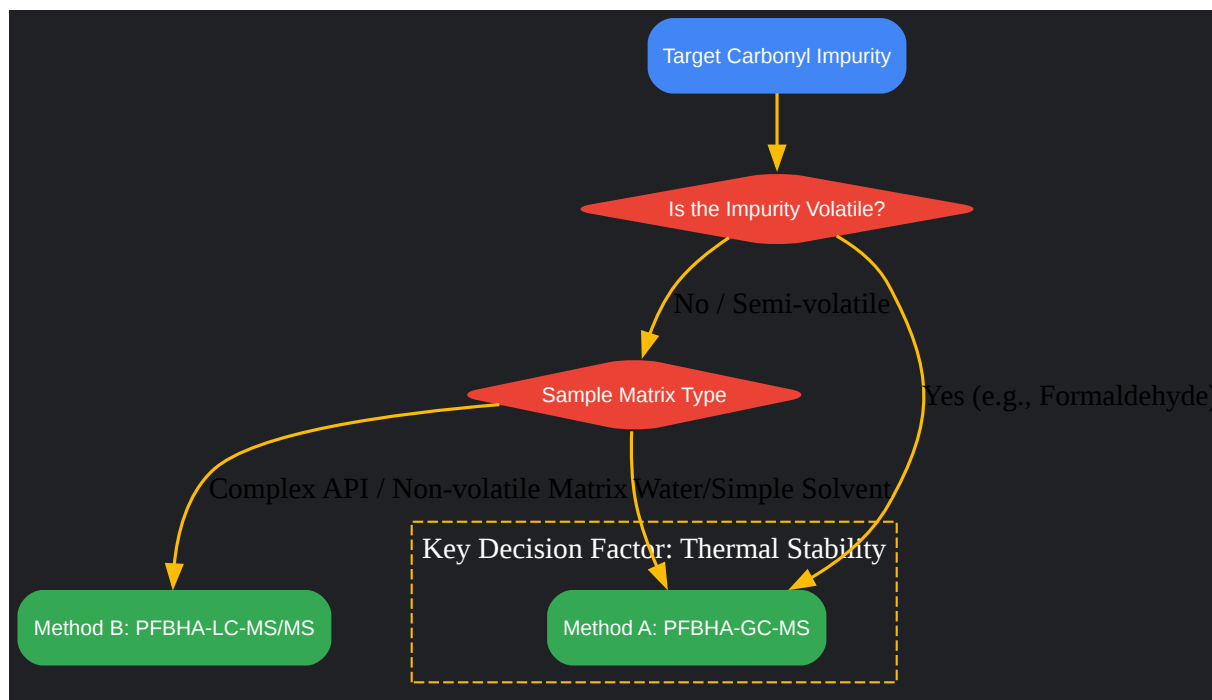 Target Carbonyl Impurity
Is the Impurity Volatile?
No / Semi-volatile
Sample Matrix Type
Yes (e.g., Formaldehyde)
Complex API / Non-volatile Matrix
Water/Simple Solvent
Key Decision Factor: Thermal Stability
Method B: PFBHA-LC-MS/MS
Method A: PFBHA-GC-MS